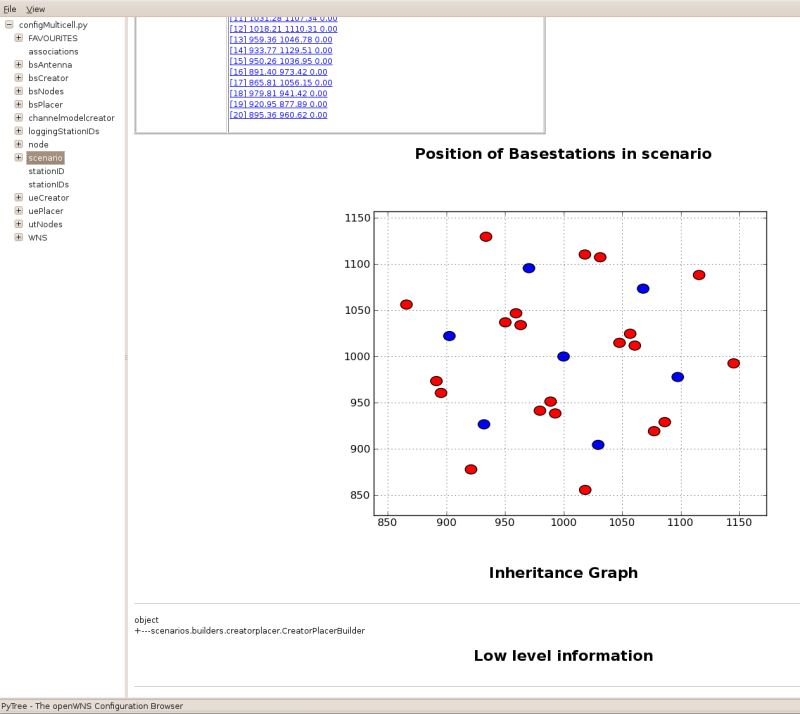 File View
configMulticell.py
FAVOURITES
associations
bsAntenna
bsCreator
bsNodes
bsPlacer
channelmodelcreator
loggingStationIDs
node
scenario
stationID
stationIDs
ueCreator
uePlacer
utNodes
WNS
[11] 1031.28 1107.34 0.00
[12] 1018.21 1110.31 0.00
[13] 959.36 1046.78 0.00
[14] 933.77 1129.51 0.00
[15] 950.26 1036.95 0.00
[16] 891.40 973.42 0.00
[17] 865.81 1056.15 0.00
[18] 979.81 941.42 0.00
[19] 920.95 877.89 0.00
[20] 895.36 960.62 0.00
Position of Basestations in scenario
1150
1100
1050
1000
950
900
850
850 900 950 1000 1050 1100 1150
Inheritance Graph
object
+---scenarios.builders.creatorplacer.CreatorPlacerBuilder
Low level information
PyTree - The openWNS Configuration Browser